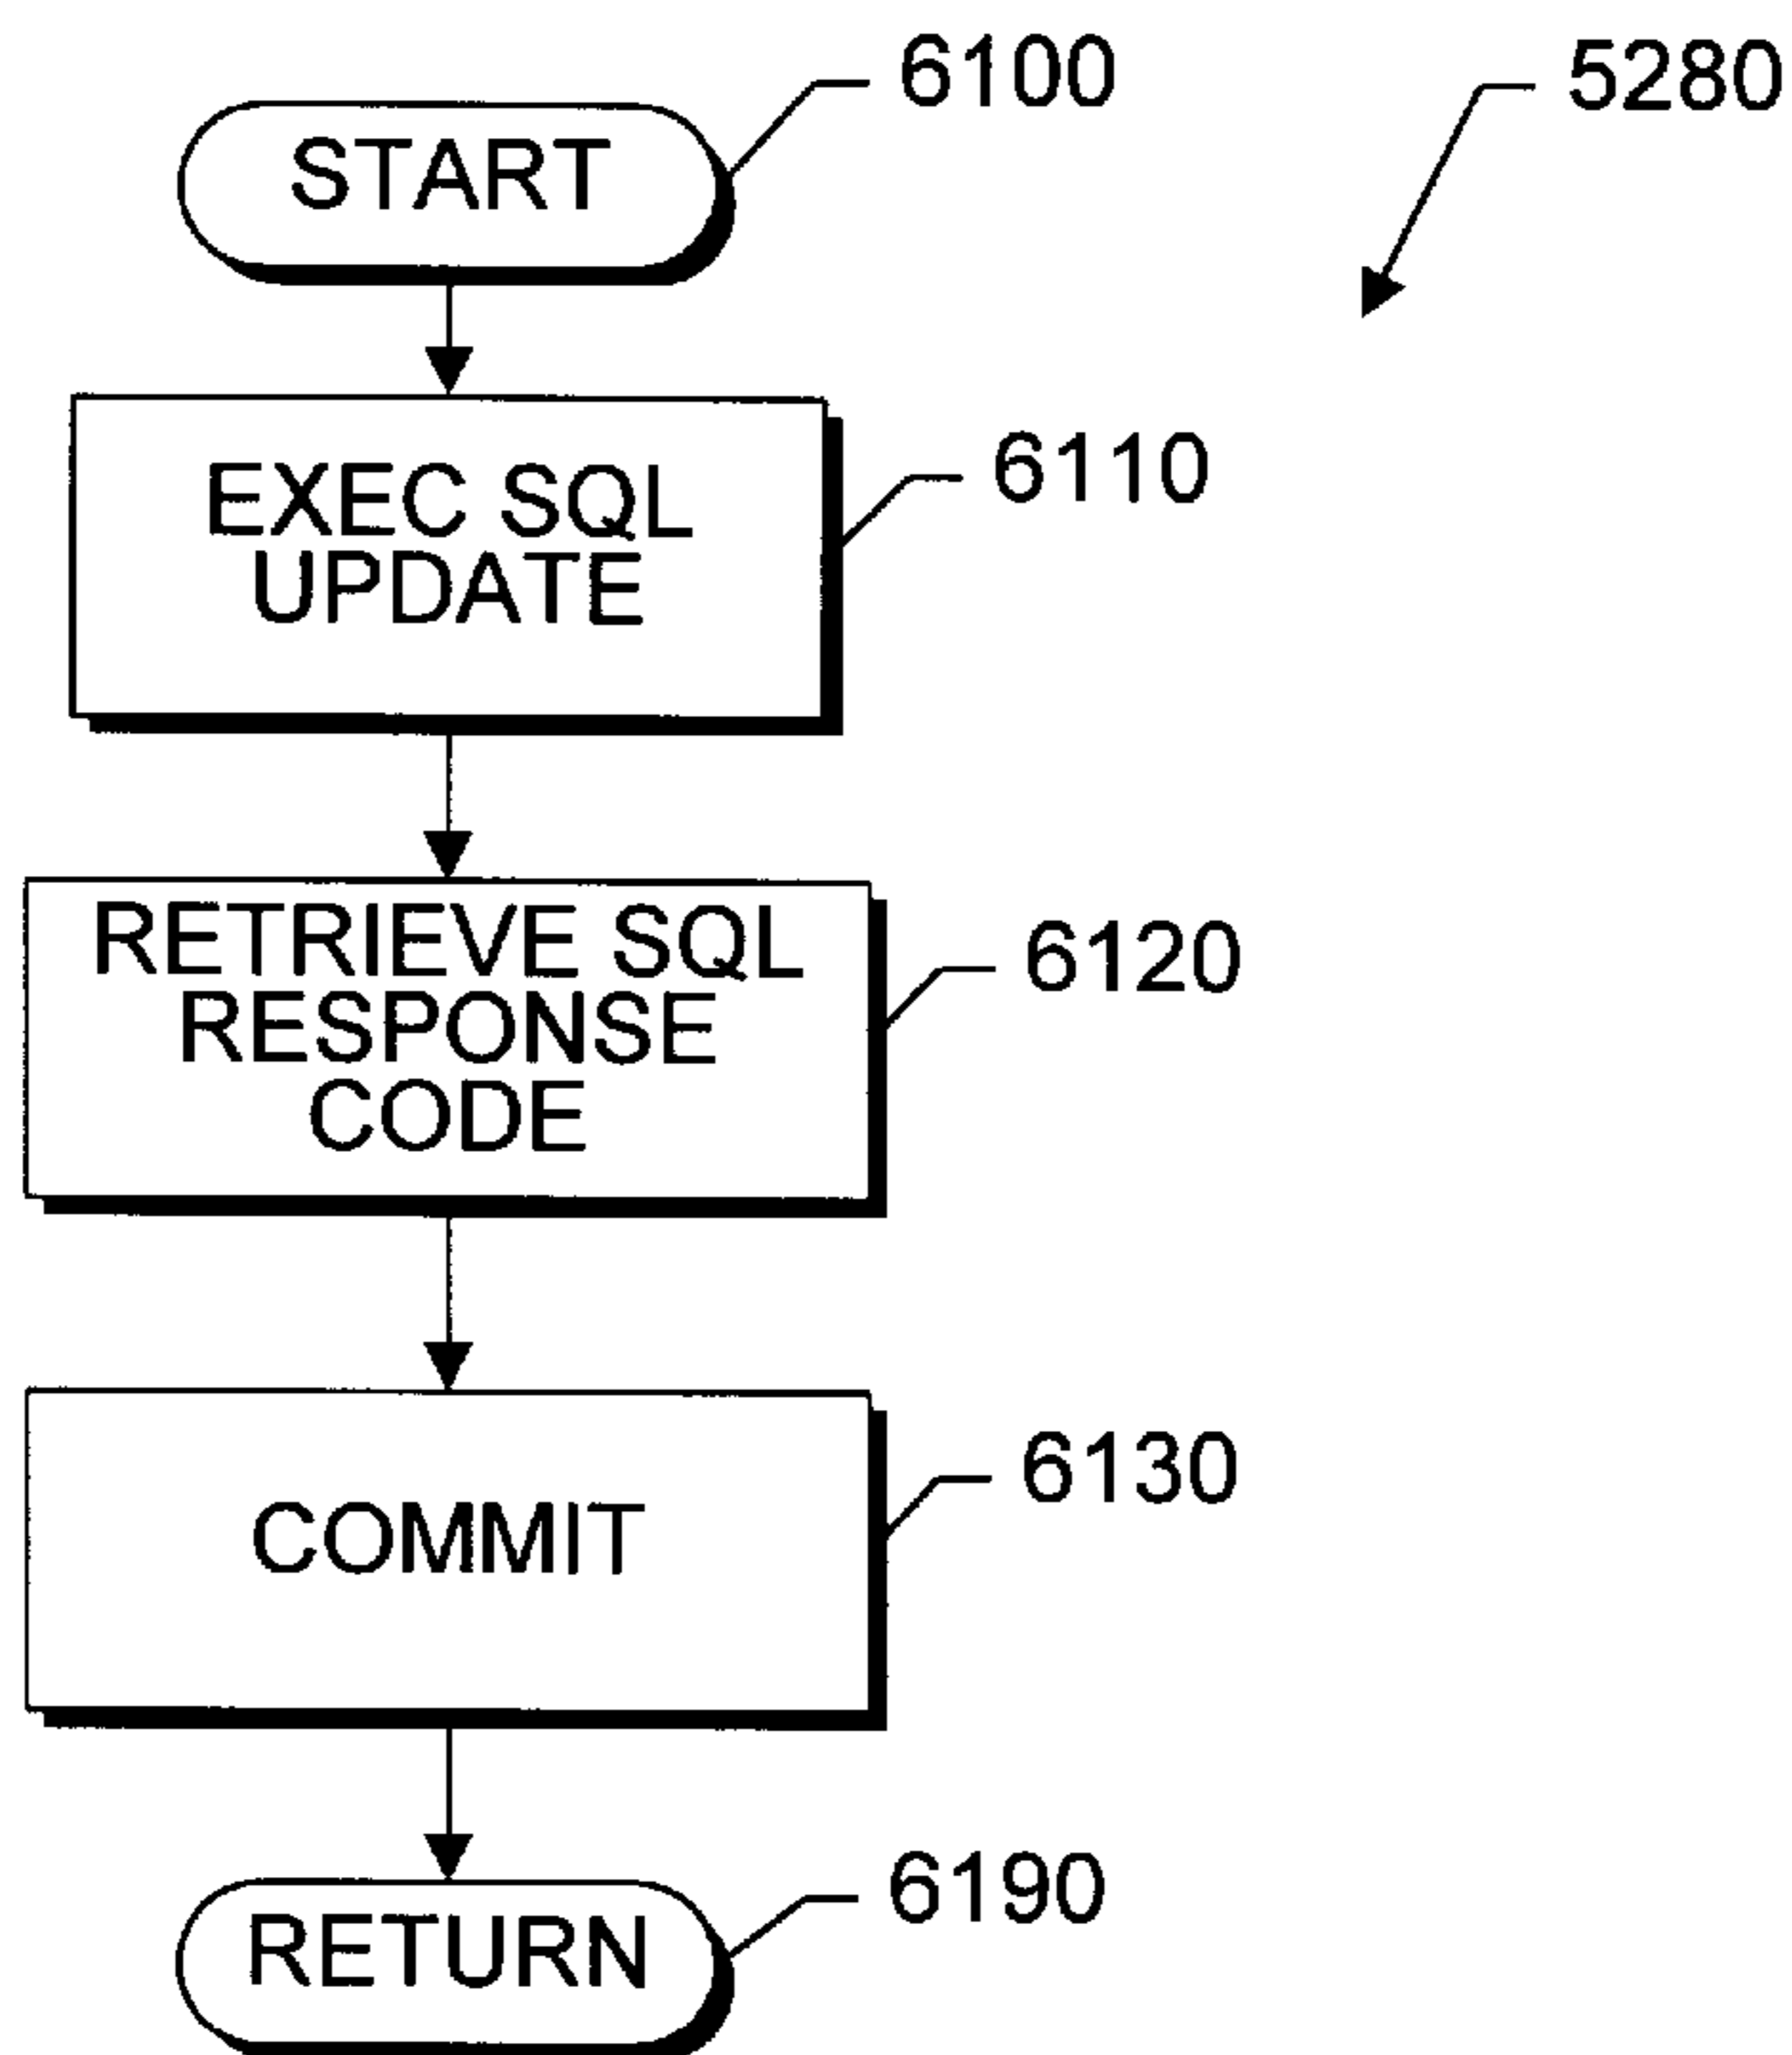 6100
5280
START
6110
EXEC SQL
UPDATE
6120
RETRIEVE SQL
RESPONSE
CODE
6130
COMMIT
6190
RETURN